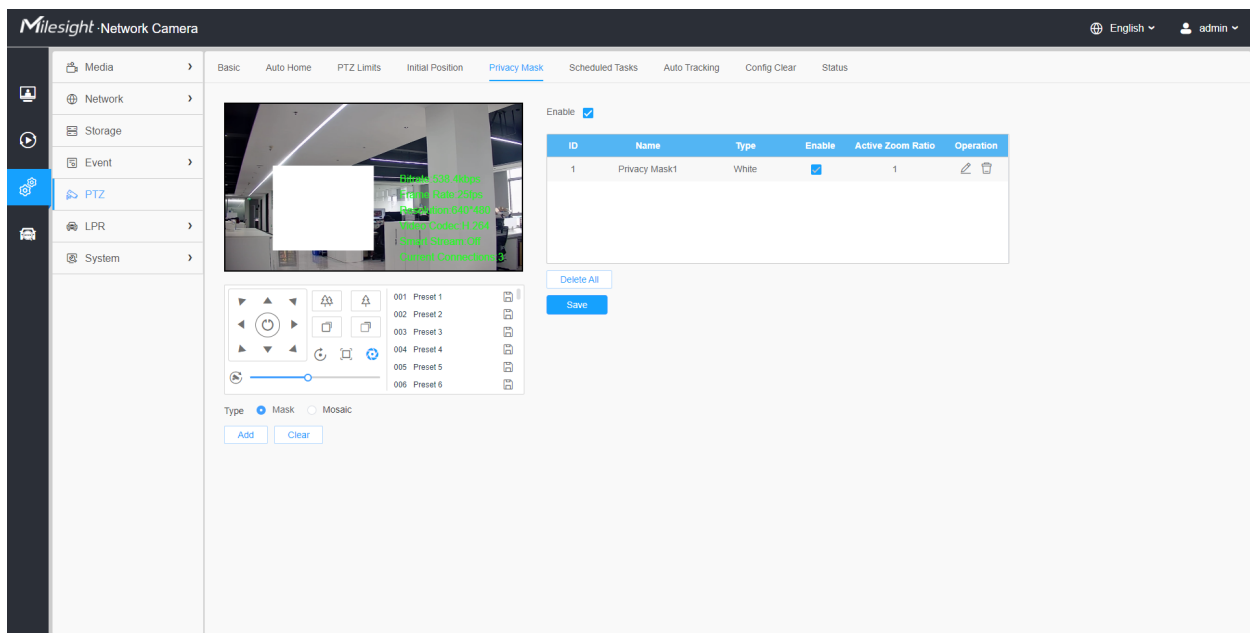 Milesight · Network Camera
English
admin
Media
Network
Storage
Event
PTZ
LPR
System
Basic
Auto Home
PTZ Limits
Initial Position
Privacy Mask
Scheduled Tasks
Auto Tracking
Config Clear
Status
Enable
ID Name Type Enable Active Zoom Ratio Operation
1 Privacy Mask1 White 1
Delete All
Save
001 Preset 1
002 Preset 2
003 Preset 3
004 Preset 4
005 Preset 5
006 Preset 6
Type Mask Mosaic
Add Clear